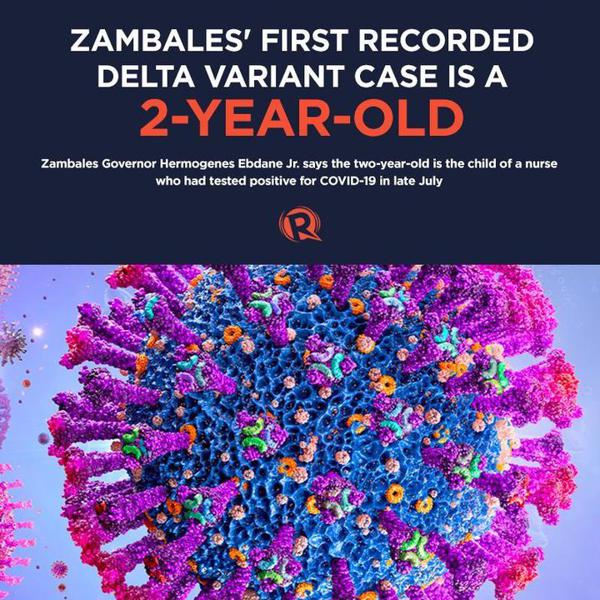 ZAMBALES' FIRST RECORDED
DELTA VARIANT CASE IS A
2-YEAR-OLD
Zambales Governor Hermogenes Ebdane Jr. says the two-year-old is the child of a nurse
who had tested positive for COVID-19 in late July
R